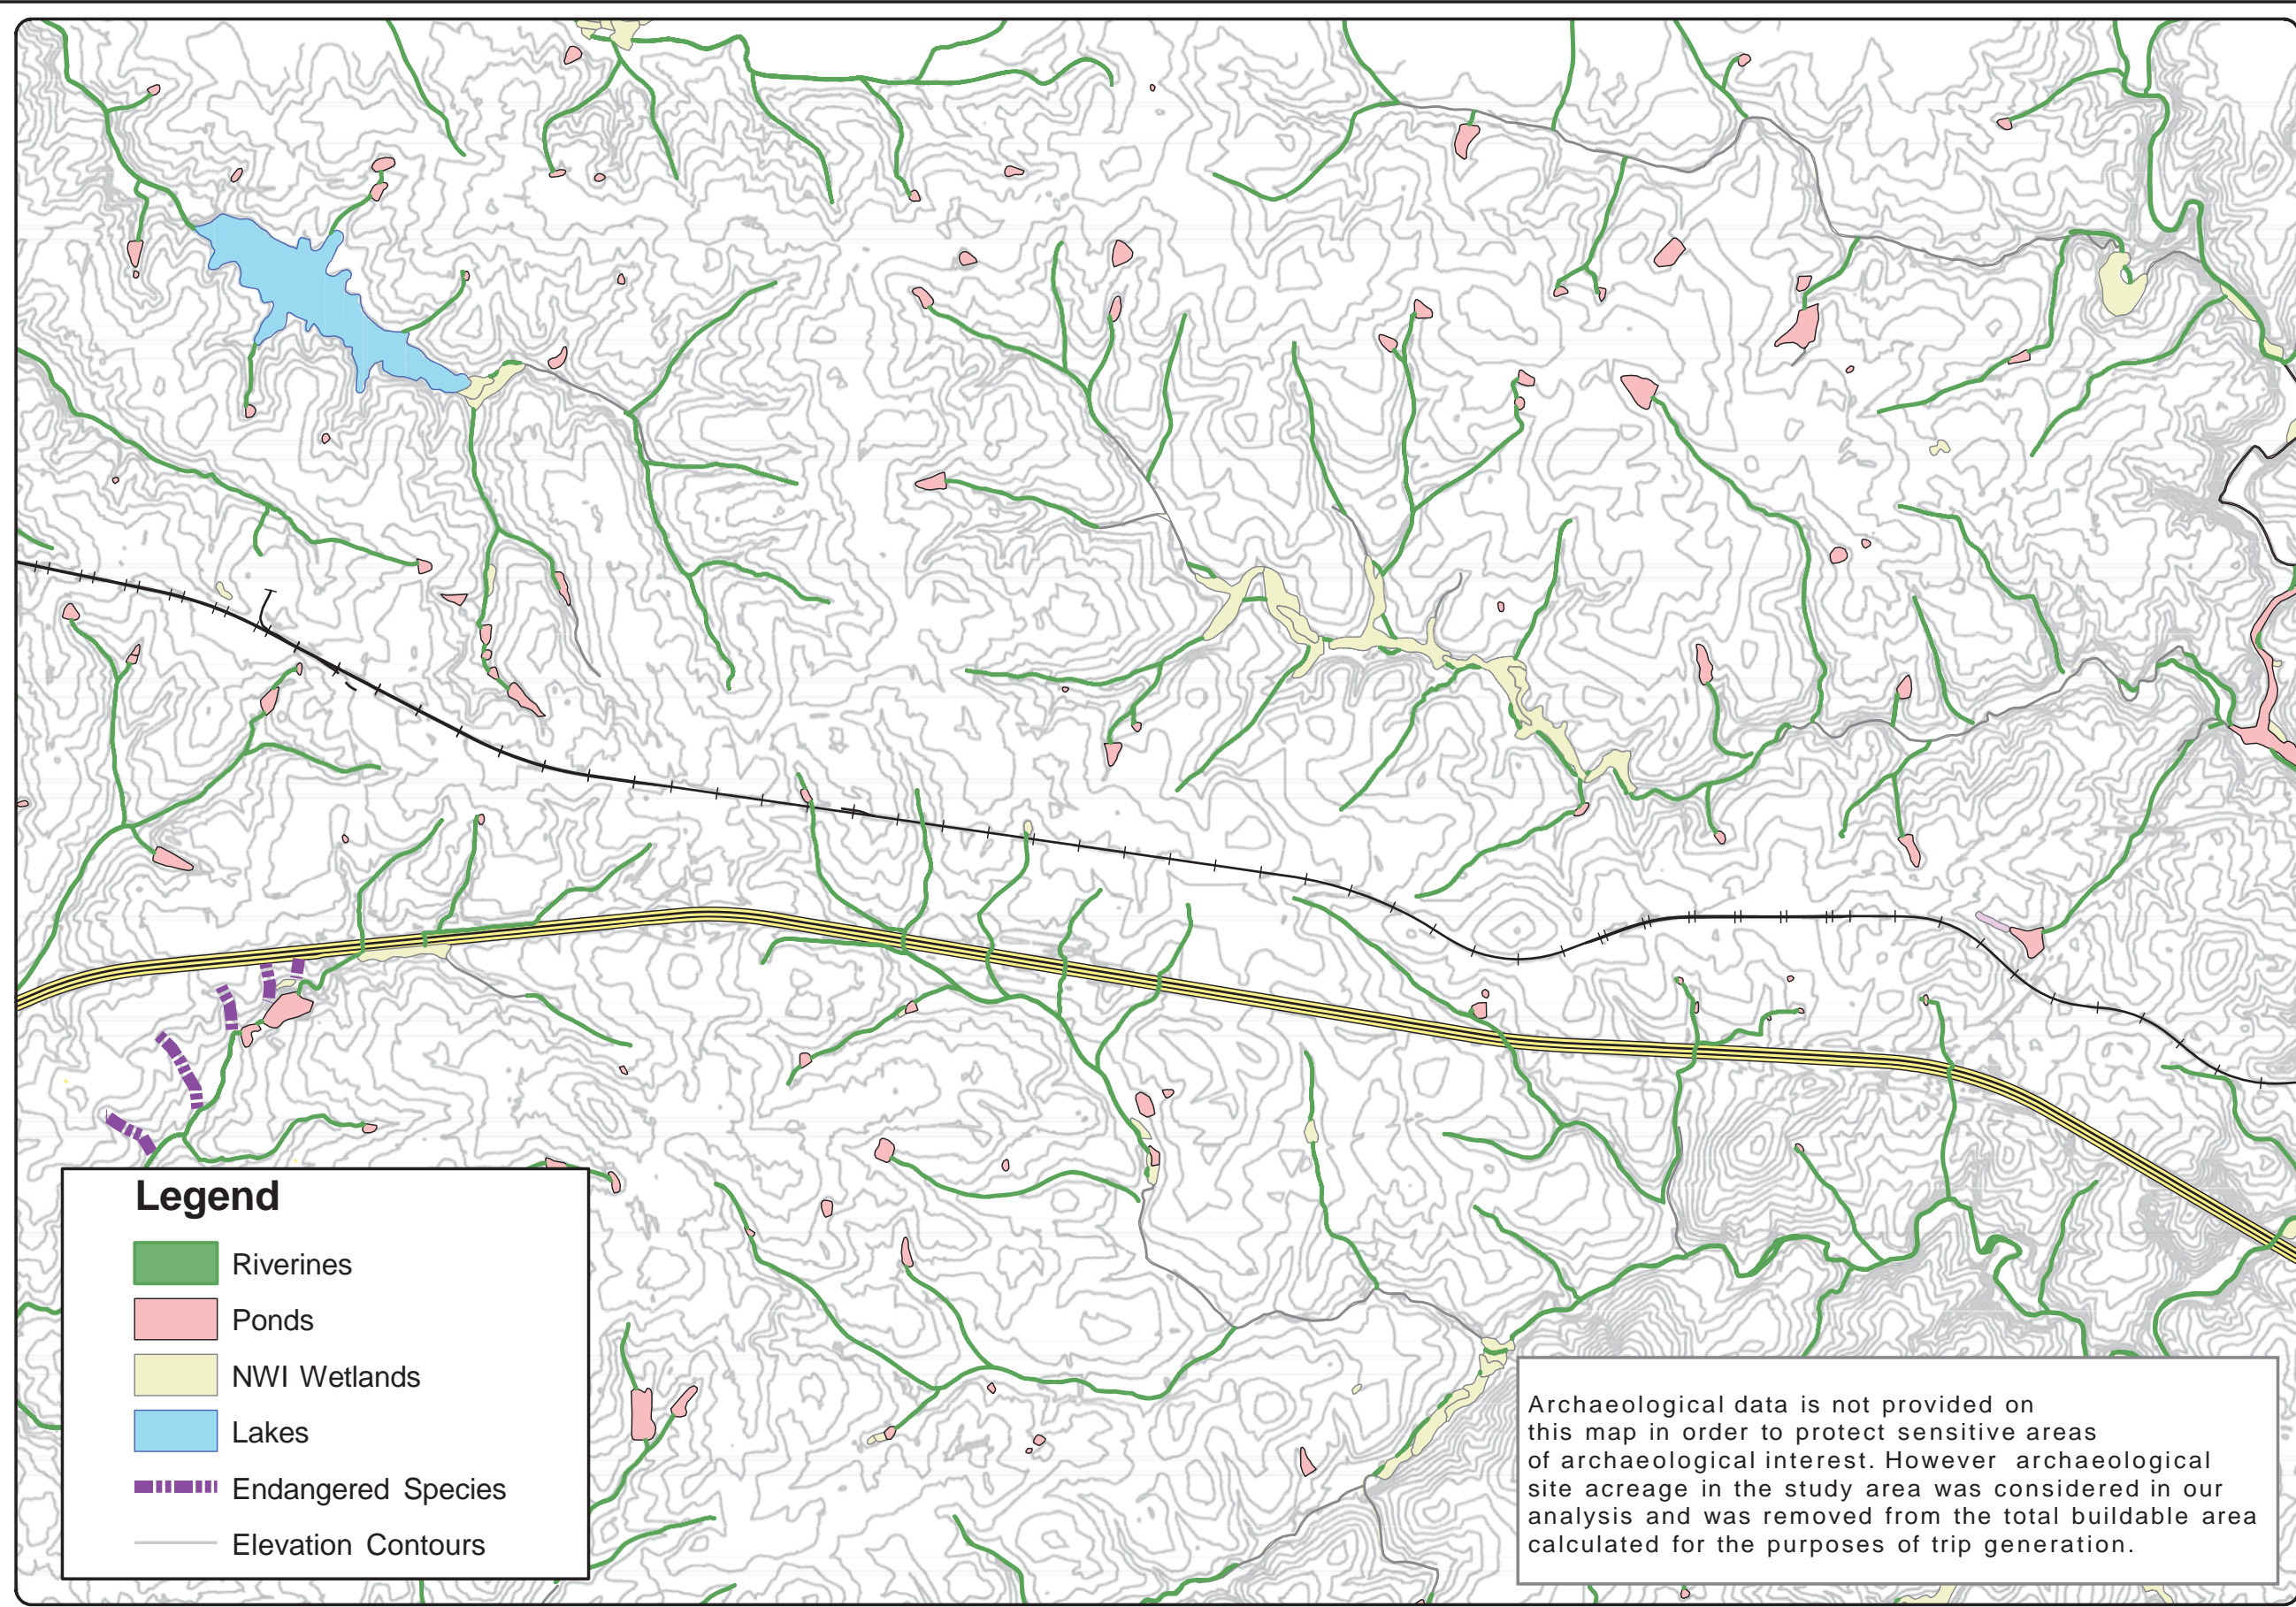 Legend
Riverines
Ponds
NWI Wetlands
Lakes
Endangered Species
Elevation Contours
Archaeological data is not provided on
this map in order to protect sensitive areas
of archaeological interest. However archaeological
site acreage in the study area was considered in our
analysis and was removed from the total buildable area
calculated for the purposes of trip generation.